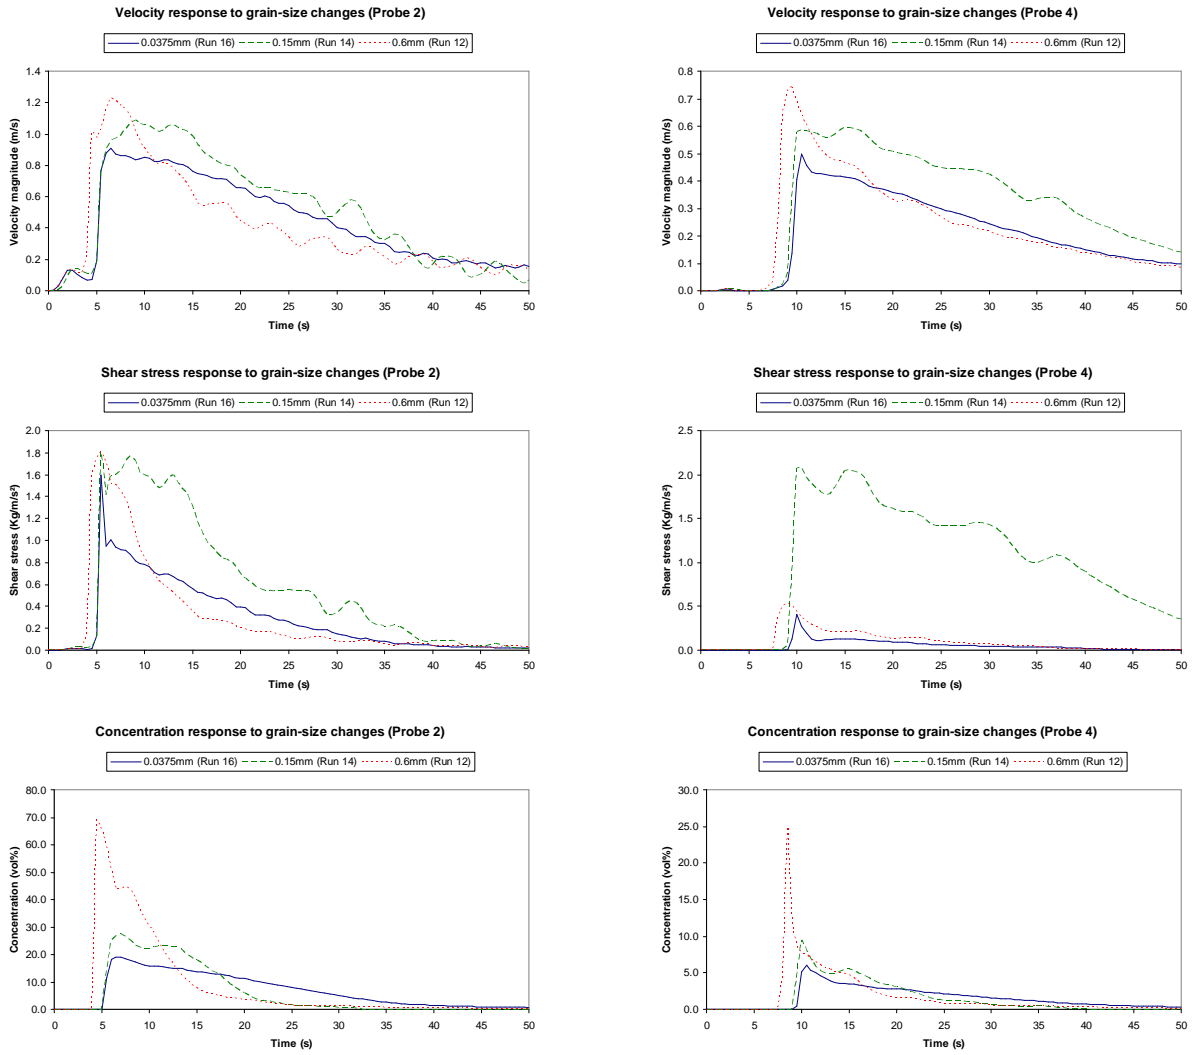 Velocity response to grain-size changes (Probe 2)
0.0375mm (Run 16) 0.15mm (Run 14) 0.6mm (Run 12)
Velocity magnitude (m/s)
1.4
1.2
1.0
0.8
0.6
0.4
0.2
0.0
0 5 10 15 20 25 30 35 40 45 50
Time (s)
Velocity response to grain-size changes (Probe 4)
0.0375mm (Run 16) 0.15mm (Run 14) 0.6mm (Run 12)
Velocity magnitude (m/s)
0.8
0.7
0.6
0.5
0.4
0.3
0.2
0.1
0.0
0 5 10 15 20 25 30 35 40 45 50
Time (s)
Shear stress response to grain-size changes (Probe 2)
0.0375mm (Run 16) 0.15mm (Run 14) 0.6mm (Run 12)
Shear stress (Kg/m/s²)
2.0
1.8
1.6
1.4
1.2
1.0
0.8
0.6
0.4
0.2
0.0
0 5 10 15 20 25 30 35 40 45 50
Time (s)
Shear stress response to grain-size changes (Probe 4)
0.0375mm (Run 16) 0.15mm (Run 14) 0.6mm (Run 12)
Shear stress (Kg/m/s²)
2.5
2.0
1.5
1.0
0.5
0.0
0 5 10 15 20 25 30 35 40 45 50
Time (s)
Concentration response to grain-size changes (Probe 2)
0.0375mm (Run 16) 0.15mm (Run 14) 0.6mm (Run 12)
Concentration (vol%)
80.0
70.0
60.0
50.0
40.0
30.0
20.0
10.0
0.0
0 5 10 15 20 25 30 35 40 45 50
Time (s)
Concentration response to grain-size changes (Probe 4)
0.0375mm (Run 16) 0.15mm (Run 14) 0.6mm (Run 12)
Concentration (vol%)
30.0
25.0
20.0
15.0
10.0
5.0
0.0
0 5 10 15 20 25 30 35 40 45 50
Time (s)